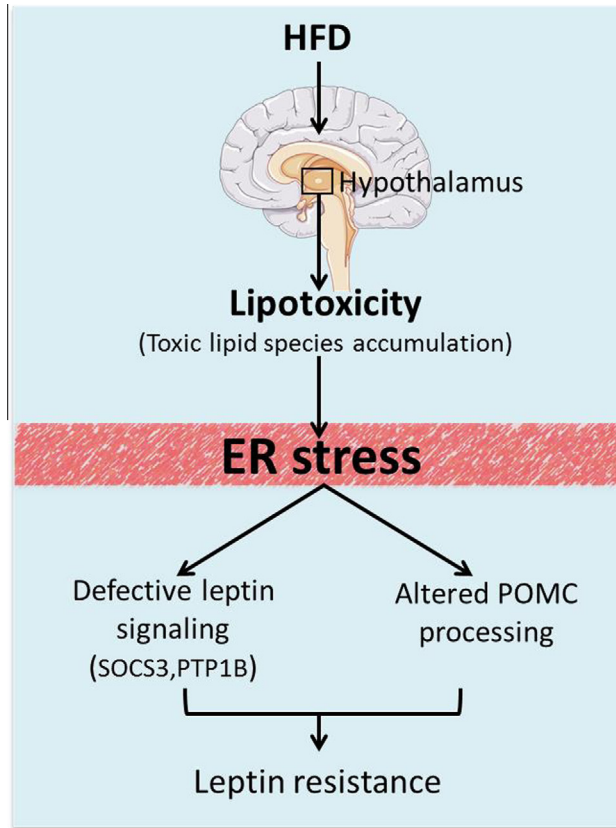 HFD
Hypothalamus
Lipotoxicity
(Toxic lipid species accumulation)
ER stress
Defective leptin
signaling
(SOCS3,PTP1B)
Altered POMC
processing
Leptin resistance